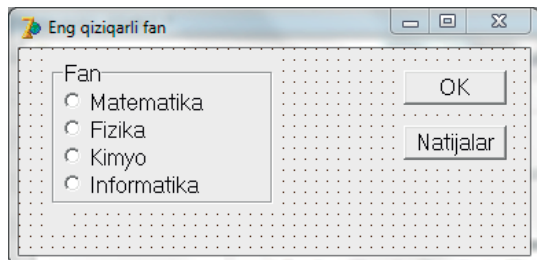 Eng qiziqarli fan
Fan
Matematika
Fizika
Kimyo
Informatika
OK
Natijalar